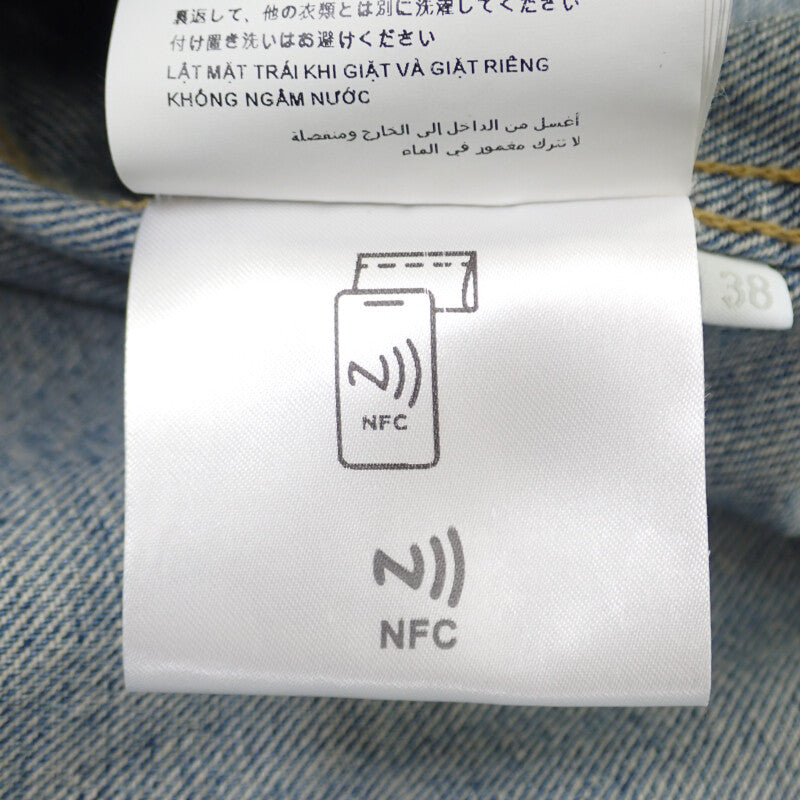 裏返して、他の衣類とは別に洗濯してください
付け置き洗いはお避けください
LẬT MẶT TRÁI KHI GIẶT VÀ GIẶT RIÊNG
KHÔNG NGÂM NƯỚC
أغسل من الداخل إلى الخارج ومنفصلة
لا تترك مغمور في الماء
38
NFC
NFC